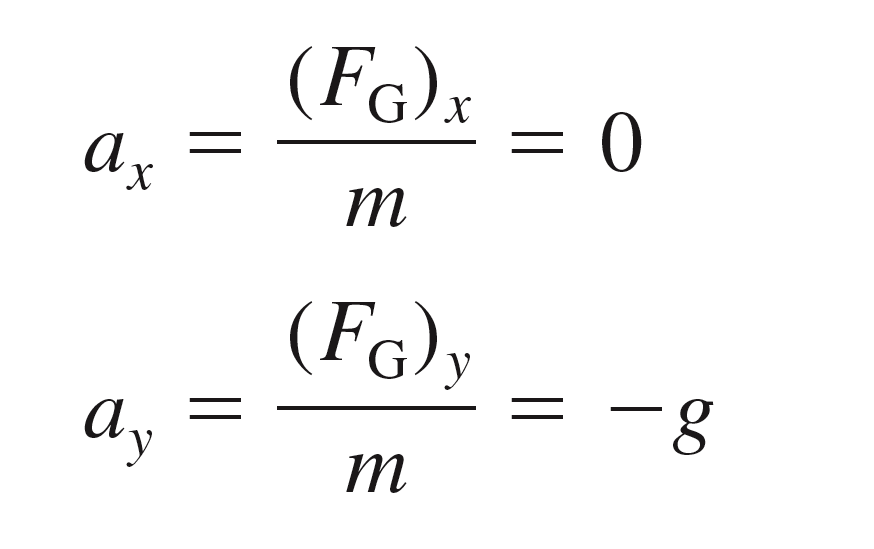 a_x = (F_G)_x / m = 0
a_y = (F_G)_y / m = −g